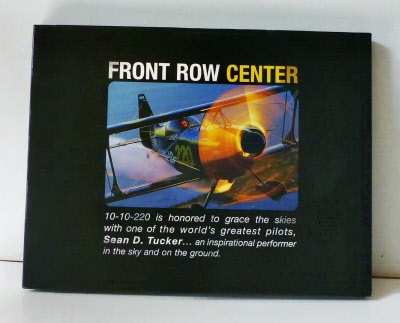 FRONT ROW CENTER
220
10-10-220 is honored to grace the skies
with one of the world's greatest pilots,
Sean D. Tucker... an inspirational performer
in the sky and on the ground.